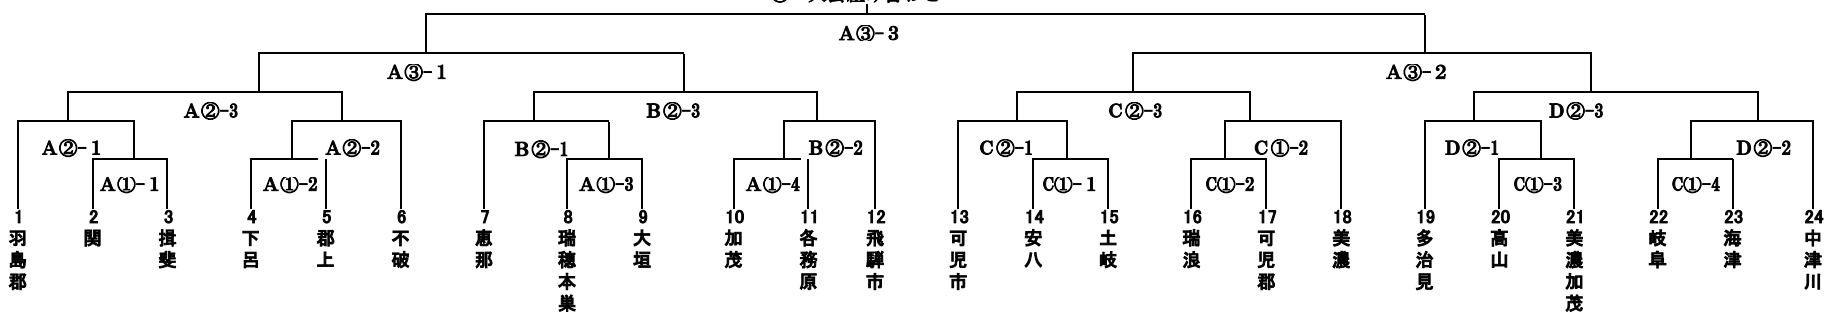 A③-3
A③-1
A③-2
A②-3
B②-3
C②-3
D②-3
A②-1
A②-2
B②-1
B②-2
C②-1
C①-2
D②-1
D②-2
A①-1
A①-2
A①-3
A①-4
C①-1
C①-2
C①-3
C①-4
1 羽島郡
2 関
3 揖斐
4 下呂
5 郡上
6 不破
7 恵那
8 瑞穂本巣
9 大垣
10 加茂
11 各務原
12 飛騨市
13 可児市
14 安八
15 土岐
16 瑞浪
17 可児郡
18 美濃
19 多治見
20 高山
21 美濃加茂
22 岐阜
23 海津
24 中津川